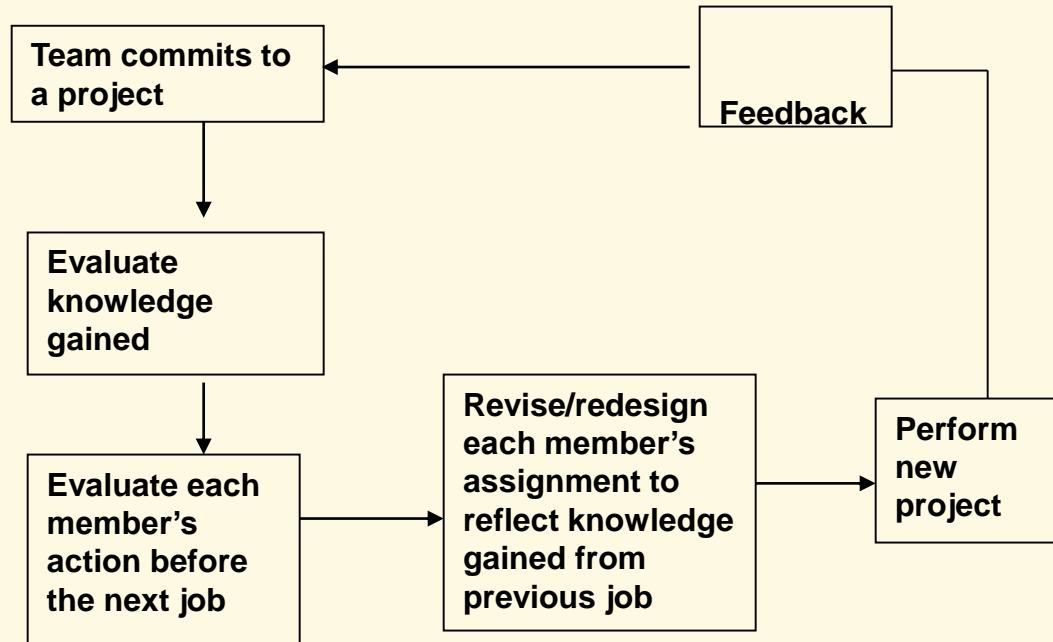 Team commits to
a project
Feedback
Evaluate
knowledge
gained
Evaluate each
member’s
action before
the next job
Revise/redesign
each member’s
assignment to
reflect knowledge
gained from
previous job
Perform
new
project